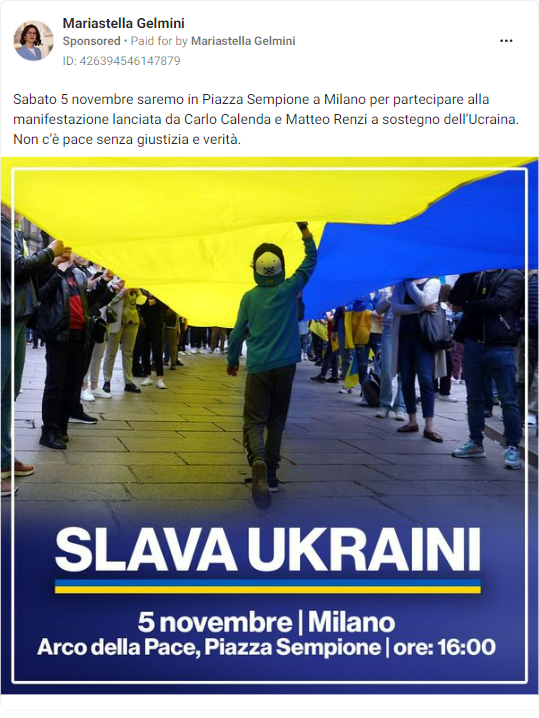 Mariastella Gelmini
Sponsored • Paid for by Mariastella Gelmini
ID: 426394546147879
Sabato 5 novembre saremo in Piazza Sempione a Milano per partecipare alla
manifestazione lanciata da Carlo Calenda e Matteo Renzi a sostegno dell’Ucraina.
Non c’è pace senza giustizia e verità.
SLAVA UKRAINI
5 novembre | Milano
Arco della Pace, Piazza Sempione | ore: 16:00